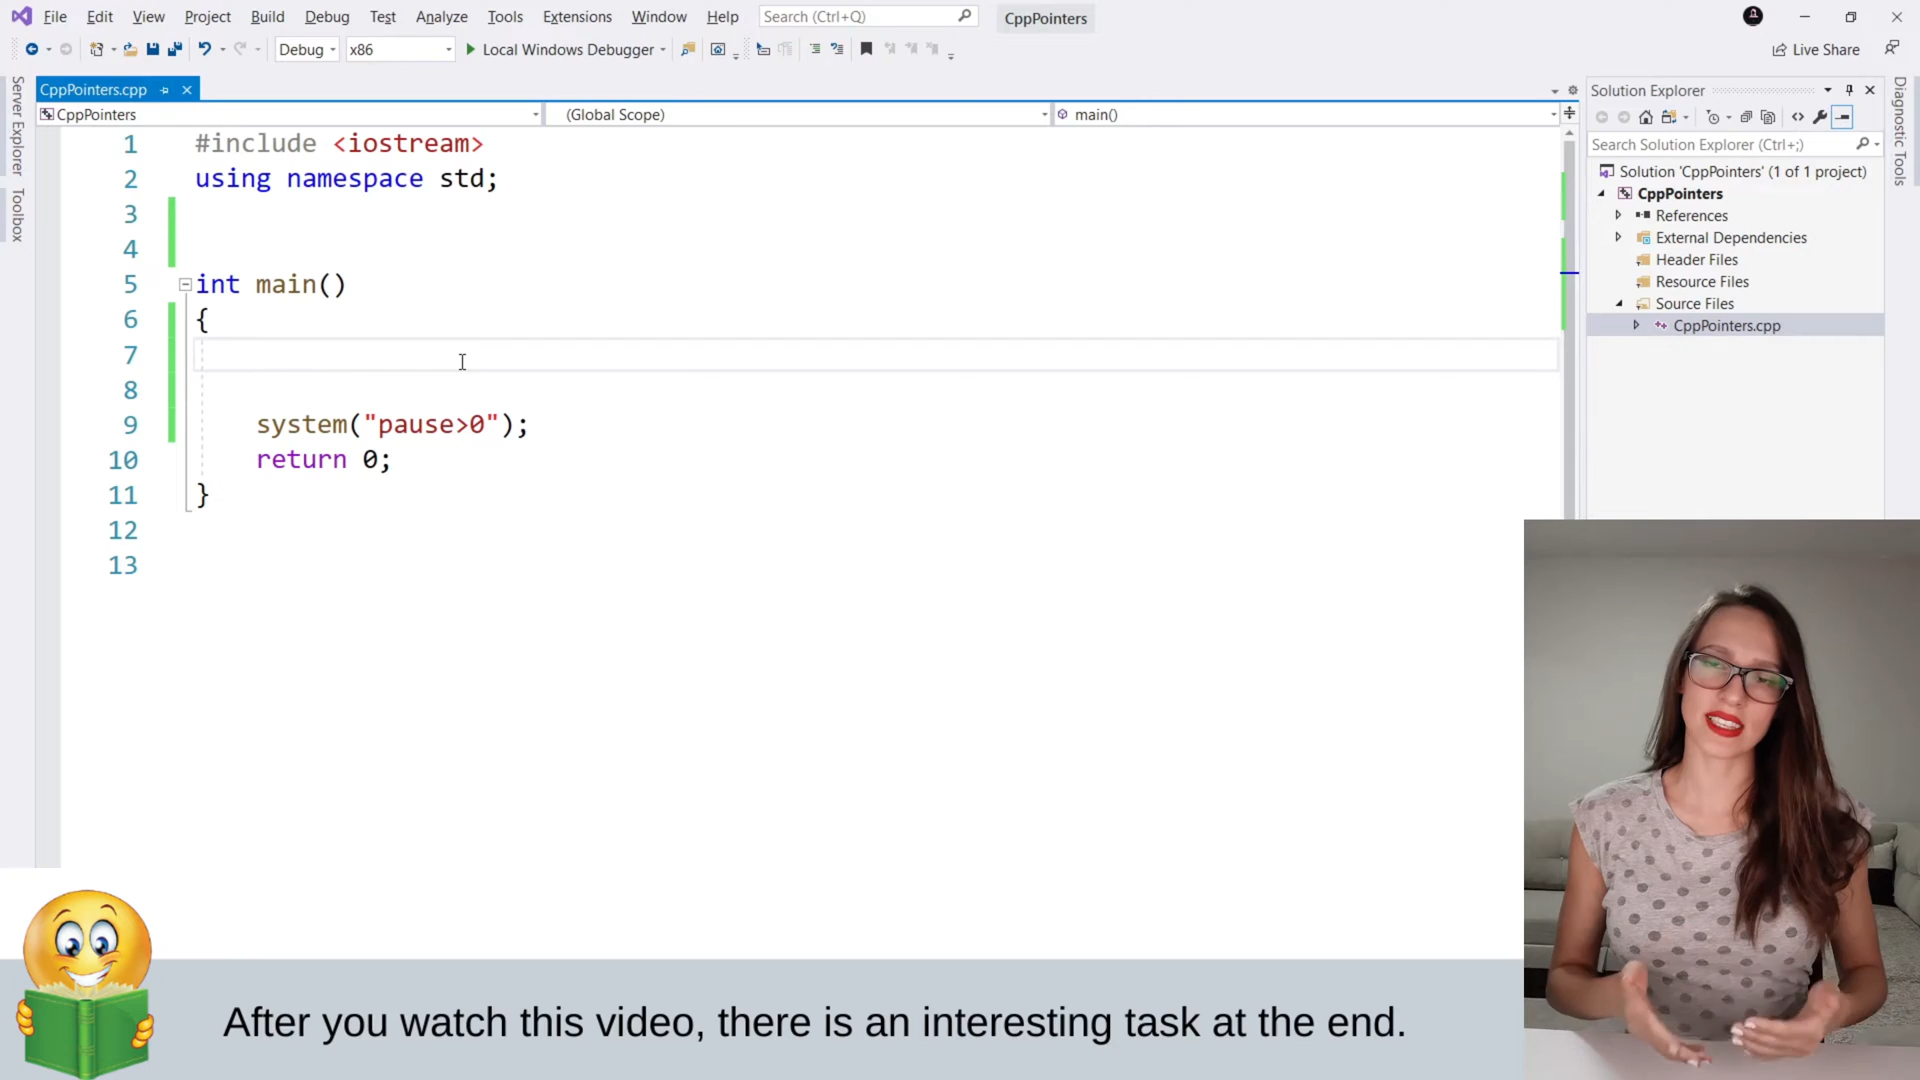 File Edit View Project Build Debug Test Analyze Tools Extensions Window Help Search (Ctrl+Q) CppPointers
Debug x86 Local Windows Debugger Live Share
Server Explorer
Toolbox
CppPointers.cpp
CppPointers (Global Scope) main()
1 #include <iostream>
2 using namespace std;
3
4
5 int main()
6 {
7
8
9 system("pause>0");
10 return 0;
11 }
12
13
Solution Explorer
Search Solution Explorer (Ctrl+;)
Solution 'CppPointers' (1 of 1 project)
CppPointers
References
External Dependencies
Header Files
Resource Files
Source Files
CppPointers.cpp
Diagnostic Tools
After you watch this video, there is an interesting task at the end.